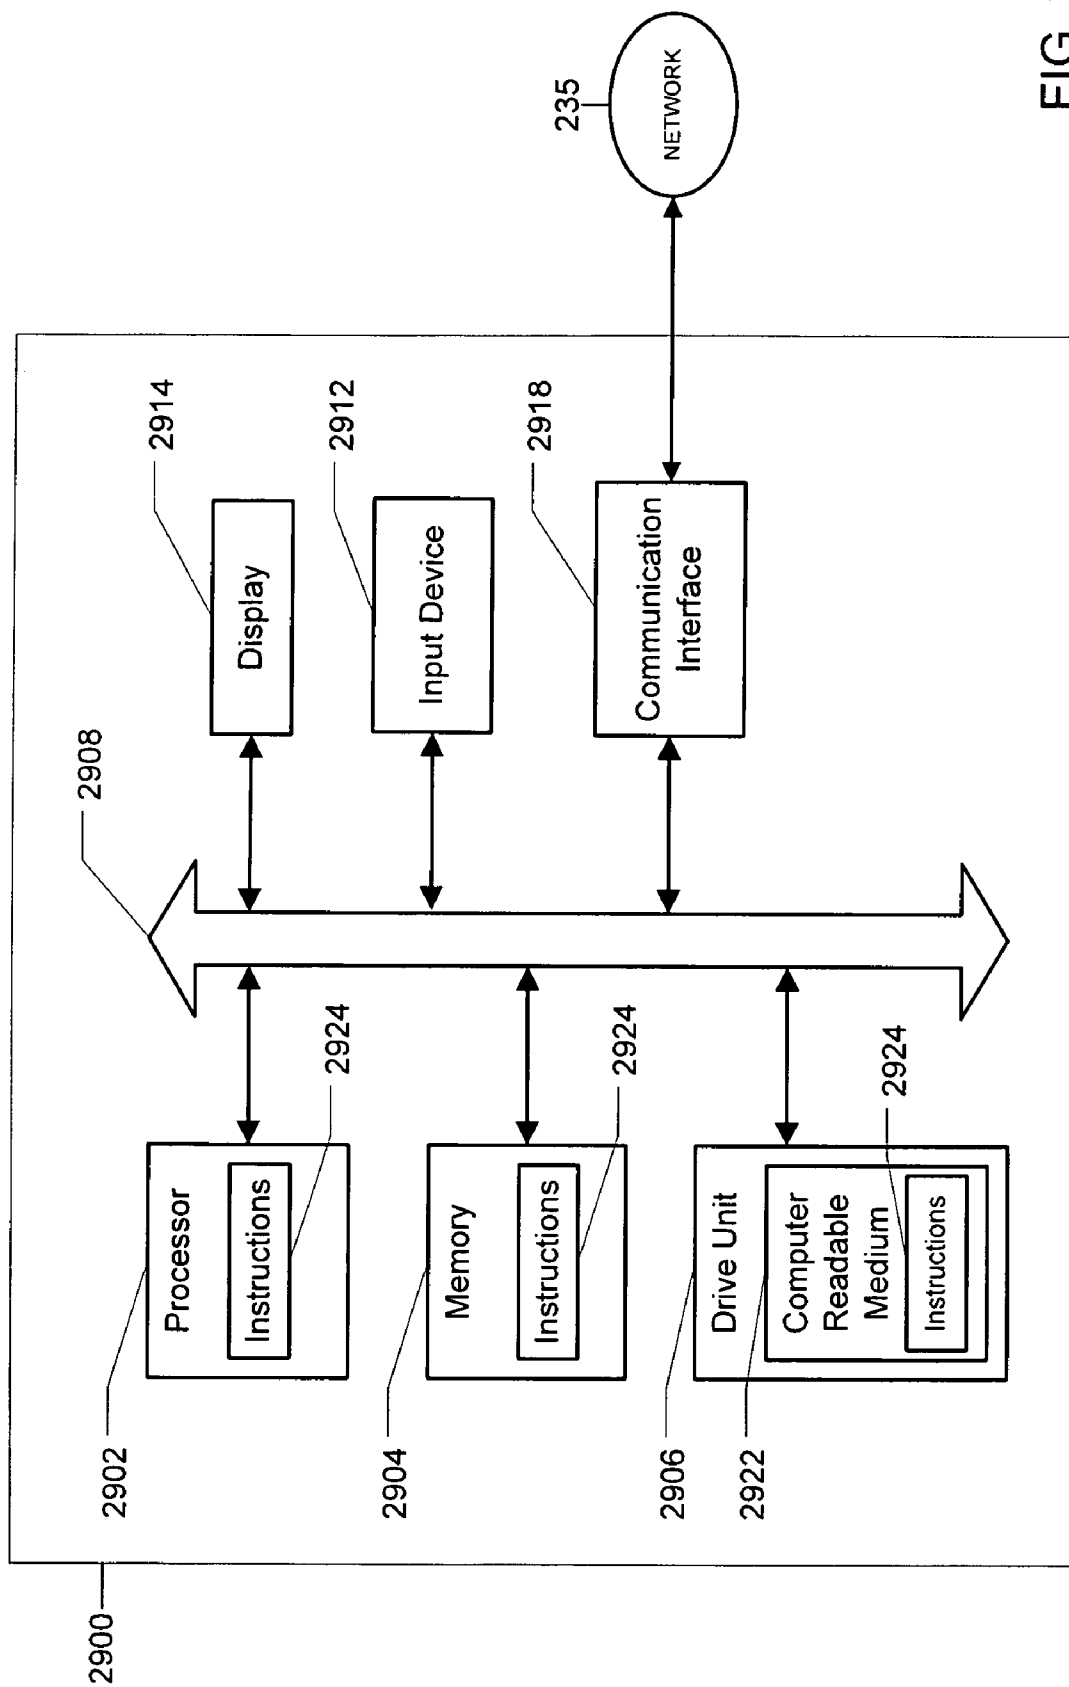 2900
2902
Processor
Instructions
2924
2904
Memory
Instructions
2924
2906
Drive Unit
2922
Computer
Readable
Medium
2924
Instructions
2908
2914
Display
2912
Input Device
2918
Communication
Interface
235
NETWORK
FIG